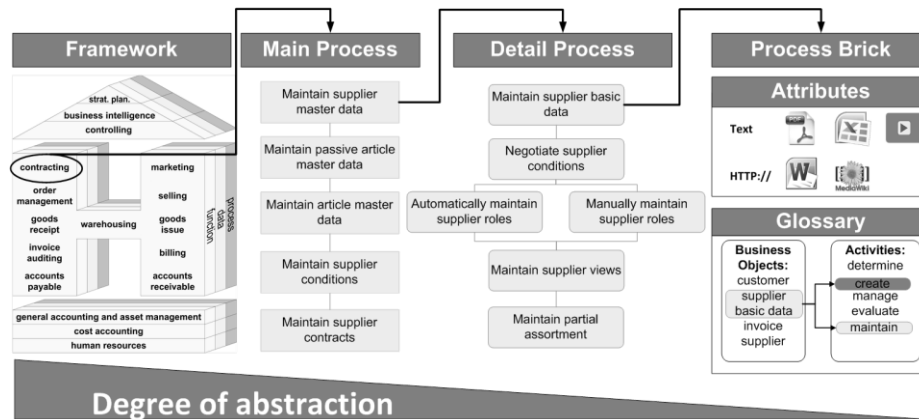 Framework
Main Process
Detail Process
Process Brick
strat. plan.
business intelligence
controlling
contracting
order
management
goods
receipt
invoice
auditing
accounts
payable
warehousing
marketing
selling
goods
issue
billing
accounts
receivable
process
data
function
general accounting and asset management
cost accounting
human resources
Maintain supplier
master data
Maintain passive article
master data
Maintain article master
data
Maintain supplier
conditions
Maintain supplier
contracts
Maintain supplier basic
data
Negotiate supplier
conditions
Automatically maintain
supplier roles
Manually maintain
supplier roles
Maintain supplier views
Maintain partial
assortment
Attributes
Text
PDF
X
HTTP://
W
[[ ]]
MediaWiki
Glossary
Business
Objects:
customer
supplier
basic data
invoice
supplier
Activities:
determine
create
manage
evaluate
maintain
Degree of abstraction